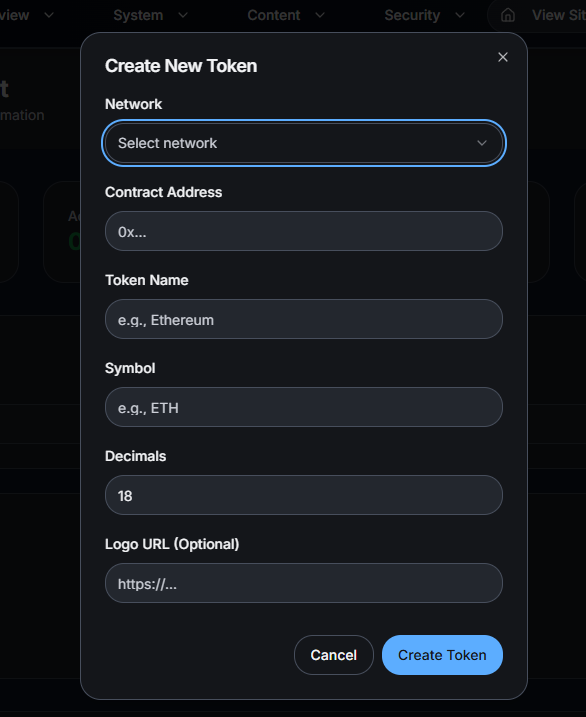 view
System
Content
Security
View Sit
t
mation
Create New Token
Network
Select network
Contract Address
0x...
Token Name
e.g., Ethereum
Symbol
e.g., ETH
Decimals
18
Logo URL (Optional)
https://...
Cancel
Create Token